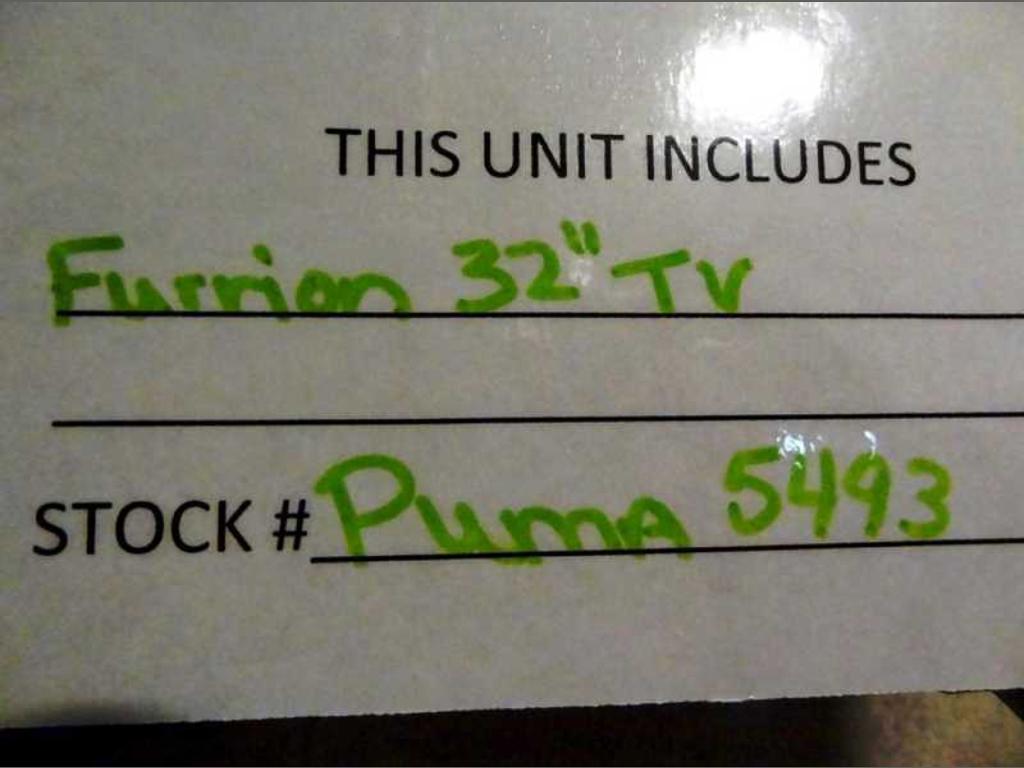 THIS UNIT INCLUDES
Furrion 32" TV
STOCK # Puma 5493